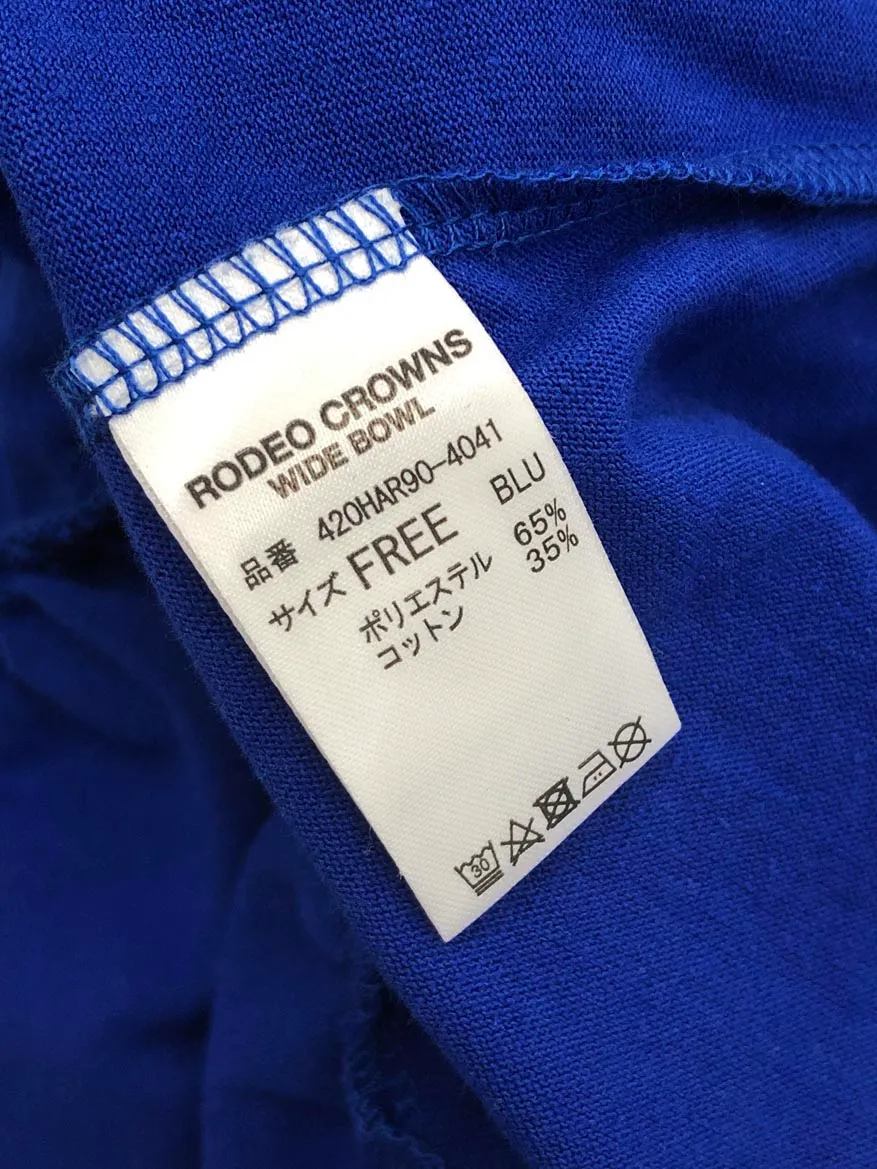 RODEO CROWNS
WIDE BOWL
品番 420HAR90-4041
サイズ FREE BLU
ポリエステル 65%
コットン 35%
30